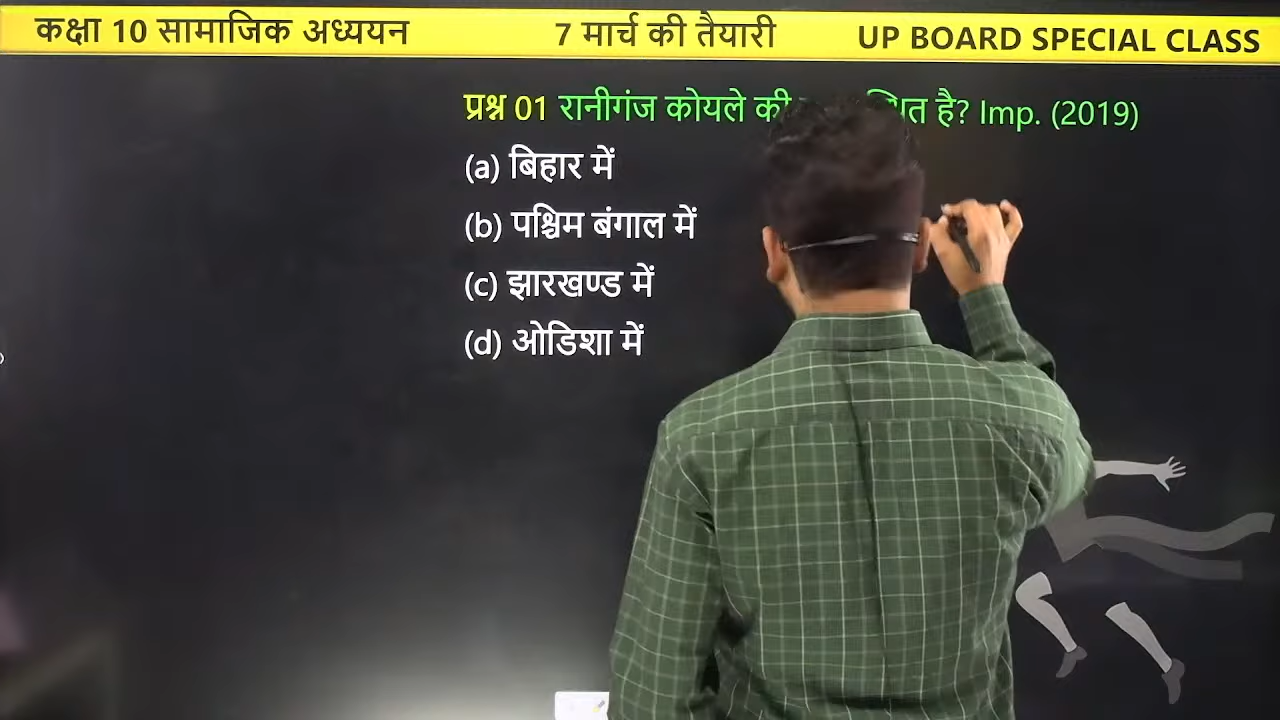 कक्षा 10 सामाजिक अध्ययन 7 मार्च की तैयारी UP BOARD SPECIAL CLASS
प्रश्न 01 रानीगंज कोयले की है? Imp. (2019)
(a) बिहार में
(b) पश्चिम बंगाल में
(c) झारखण्ड में
(d) ओडिशा में